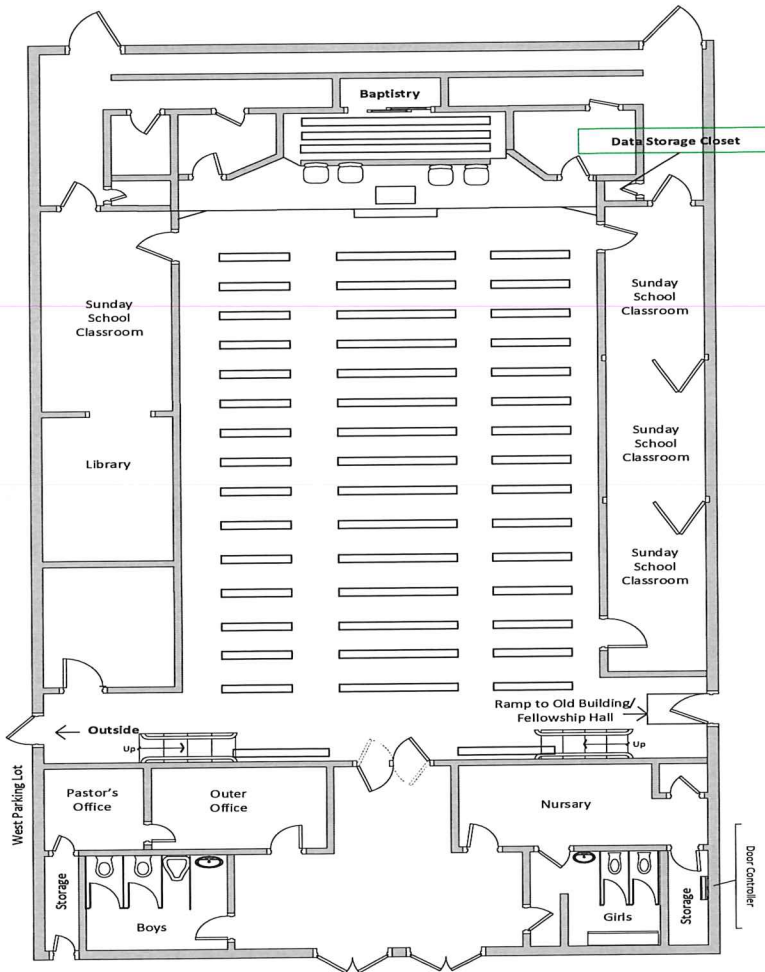 Baptistry
Data Storage Closet
Sunday
School
Classroom
Sunday
School
Classroom
Sunday
School
Classroom
Library
Sunday
School
Classroom
Ramp to Old Building/
Fellowship Hall
Outside
Up
Up
West Parking Lot
Pastor's
Office
Outer
Office
Nursary
Door Controller
Storage
Boys
Girls
Storage